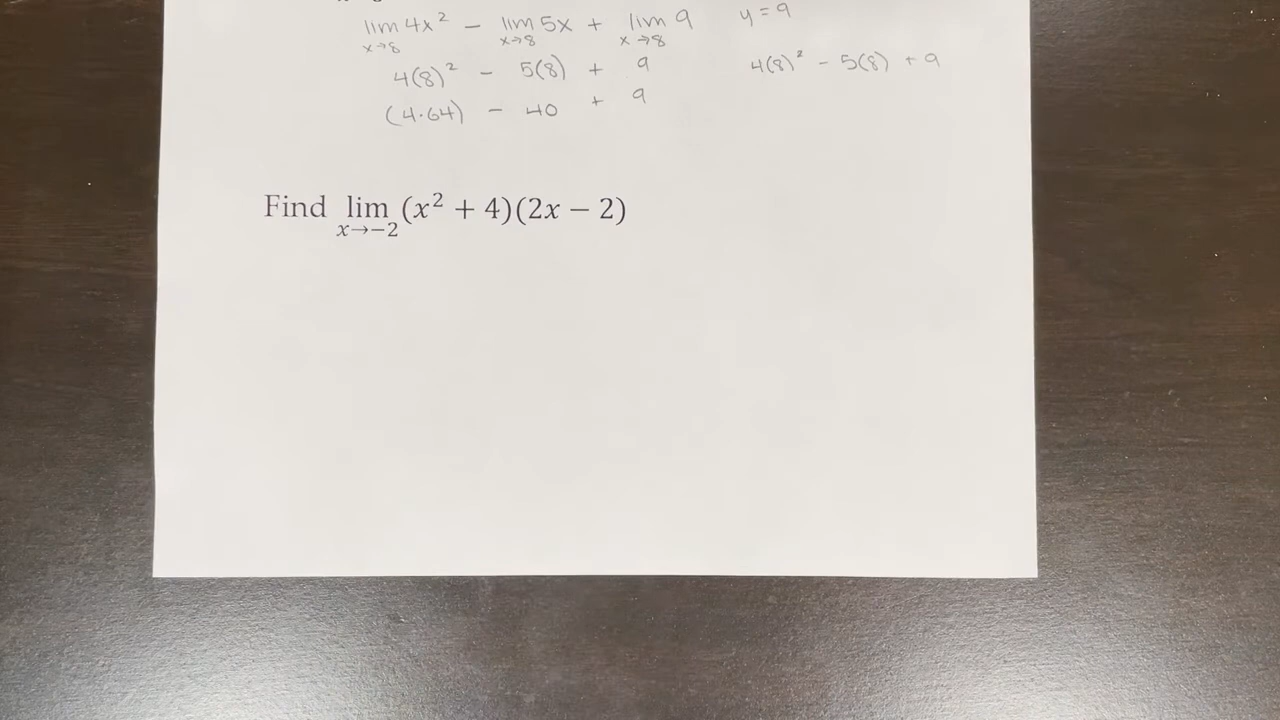 lim 4x² − lim 5x + lim 9 y = 9
x→8 x→8 x→8
4(8)² − 5(8) + 9 4(8)² − 5(8) + 9
(4·64) − 40 + 9
Find lim (x² + 4)(2x − 2)
x→−2